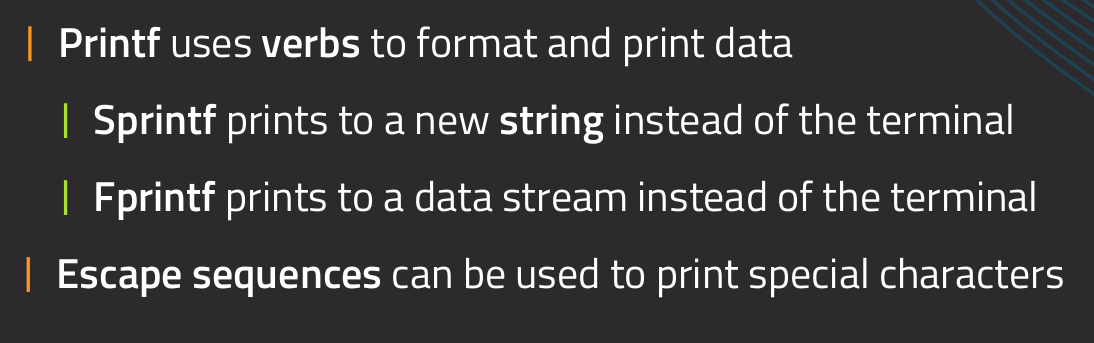 Printf uses verbs to format and print data
Sprintf prints to a new string instead of the terminal
Fprintf prints to a data stream instead of the terminal
Escape sequences can be used to print special characters